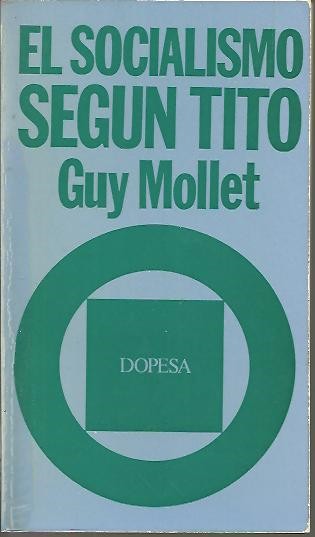 EL SOCIALISMO
SEGUN TITO
Guy Mollet
DOPESA